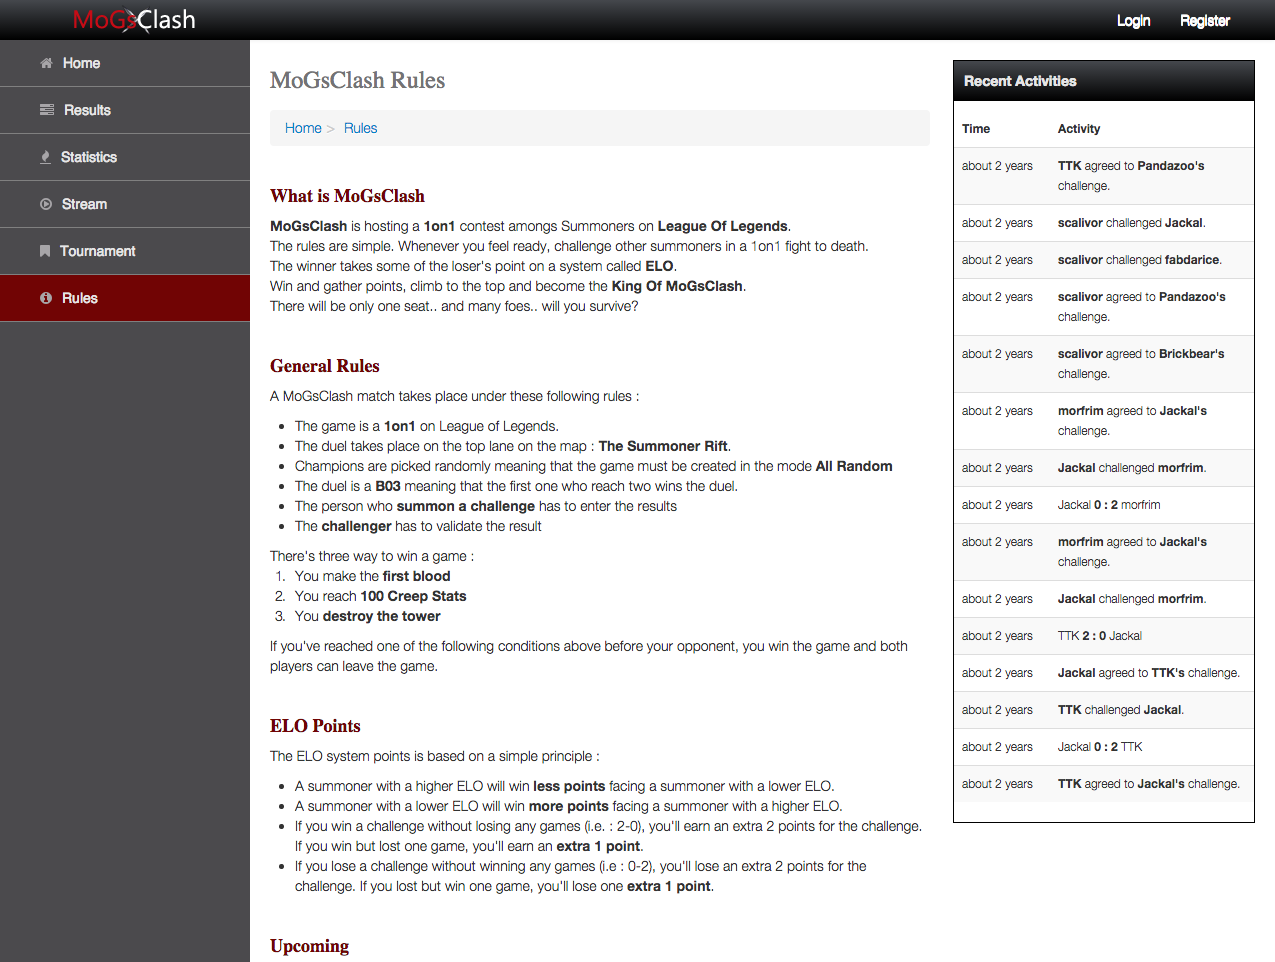 MoGsClash
Login
Register
Home
Results
Statistics
Stream
Tournament
Rules
MoGsClash Rules
Home > Rules
What is MoGsClash
MoGsClash is hosting a 1on1 contest amongs Summoners on League Of Legends.
The rules are simple. Whenever you feel ready, challenge other summoners in a 1on1 fight to death.
The winner takes some of the loser's point on a system called ELO.
Win and gather points, climb to the top and become the King Of MoGsClash.
There will be only one seat.. and many foes.. will you survive?
General Rules
A MoGsClash match takes place under these following rules :
• The game is a 1on1 on League of Legends.
• The duel takes place on the top lane on the map : The Summoner Rift.
• Champions are picked randomly meaning that the game must be created in the mode All Random
• The duel is a B03 meaning that the first one who reach two wins the duel.
• The person who summon a challenge has to enter the results
• The challenger has to validate the result
There's three way to win a game :
1. You make the first blood
2. You reach 100 Creep Stats
3. You destroy the tower
If you've reached one of the following conditions above before your opponent, you win the game and both
players can leave the game.
ELO Points
The ELO system points is based on a simple principle :
• A summoner with a higher ELO will win less points facing a summoner with a lower ELO.
• A summoner with a lower ELO will win more points facing a summoner with a higher ELO.
• If you win a challenge without losing any games (i.e. : 2-0), you'll earn an extra 2 points for the challenge.
If you win but lost one game, you'll earn an extra 1 point.
• If you lose a challenge without winning any games (i.e : 0-2), you'll lose an extra 2 points for the
challenge. If you lost but win one game, you'll lose one extra 1 point.
Upcoming
Recent Activities
Time Activity
about 2 years TTK agreed to Pandazoo's
challenge.
about 2 years scalivor challenged Jackal.
about 2 years scalivor challenged fabdarice.
about 2 years scalivor agreed to Pandazoo's
challenge.
about 2 years scalivor agreed to Brickbear's
challenge.
about 2 years morfrim agreed to Jackal's
challenge.
about 2 years Jackal challenged morfrim.
about 2 years Jackal 0 : 2 morfrim
about 2 years morfrim agreed to Jackal's
challenge.
about 2 years Jackal challenged morfrim.
about 2 years TTK 2 : 0 Jackal
about 2 years Jackal agreed to TTK's challenge.
about 2 years TTK challenged Jackal.
about 2 years Jackal 0 : 2 TTK
about 2 years TTK agreed to Jackal's challenge.